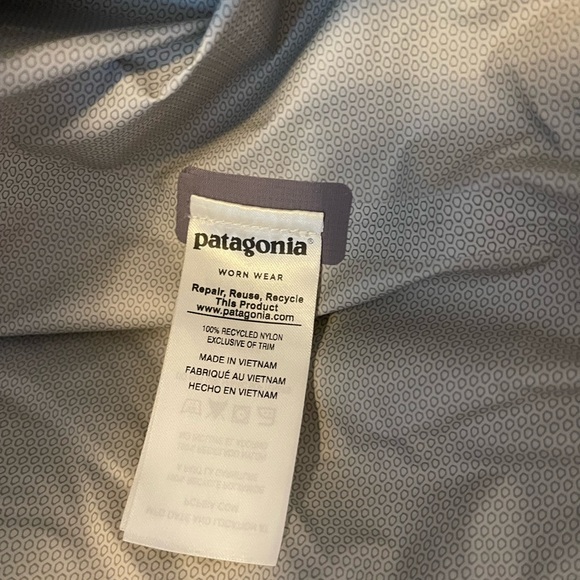 patagonia®
WORN WEAR
Repair, Reuse, Recycle
This Product
www.patagonia.com
100% RECYCLED NYLON
EXCLUSIVE OF TRIM
MADE IN VIETNAM
FABRIQUÉ AU VIETNAM
HECHO EN VIETNAM